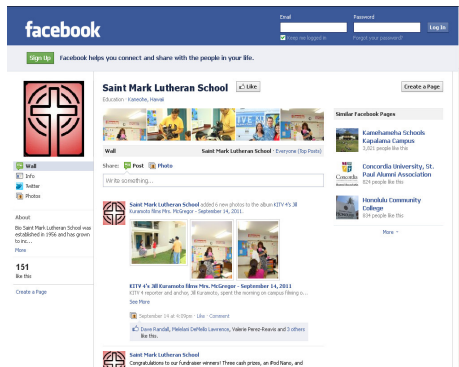 facebook
Email
Password
Log In
Keep me logged in
Forgot your password?
Sign Up
Facebook helps you connect and share with the people in your life.
Saint Mark Lutheran School
Like
Create a Page
Education · Kaneohe, Hawaii
Wall
Saint Mark Lutheran School · Everyone (Top Posts)
Share:
Post
Photo
Write something...
Wall
Info
Twitter
Photos
About
Bio Saint Mark Lutheran School was
established in 1956 and has grown
to inc...
More
151
like this
Create a Page
Saint Mark Lutheran School added 6 new photos to the album KITV 4's Jill
Kuramoto films Mrs. McGregor - September 14, 2011.
KITV 4's Jill Kuramoto films Mrs. McGregor - September 14, 2011
KITV 4 reporter and anchor, Jill Kuramoto, spent the morning on campus filming o...
See More
September 14 at 4:09pm · Like · Comment
Dave Randall, Melelani DeMello Lawrence, Valerie Perez-Reavis and 3 others
like this.
Saint Mark Lutheran School
Congratulations to our fundraiser winners! Three cash prizes, an iPod Nano, and
Similar Facebook Pages
Kamehameha Schools
Kapalama Campus
3,821 people like this
Concordia University, St.
Paul Alumni Association
824 people like this
Concordia
Honolulu Community
College
834 people like this
More